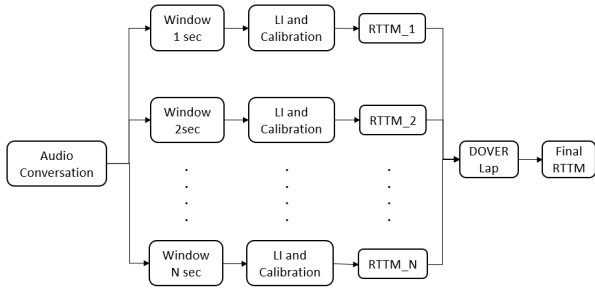 Window
1 sec
LI and
Calibration
RTTM_1
Window
2sec
LI and
Calibration
RTTM_2
Audio
Conversation
DOVER
Lap
Final
RTTM
Window
N sec
LI and
Calibration
RTTM_N